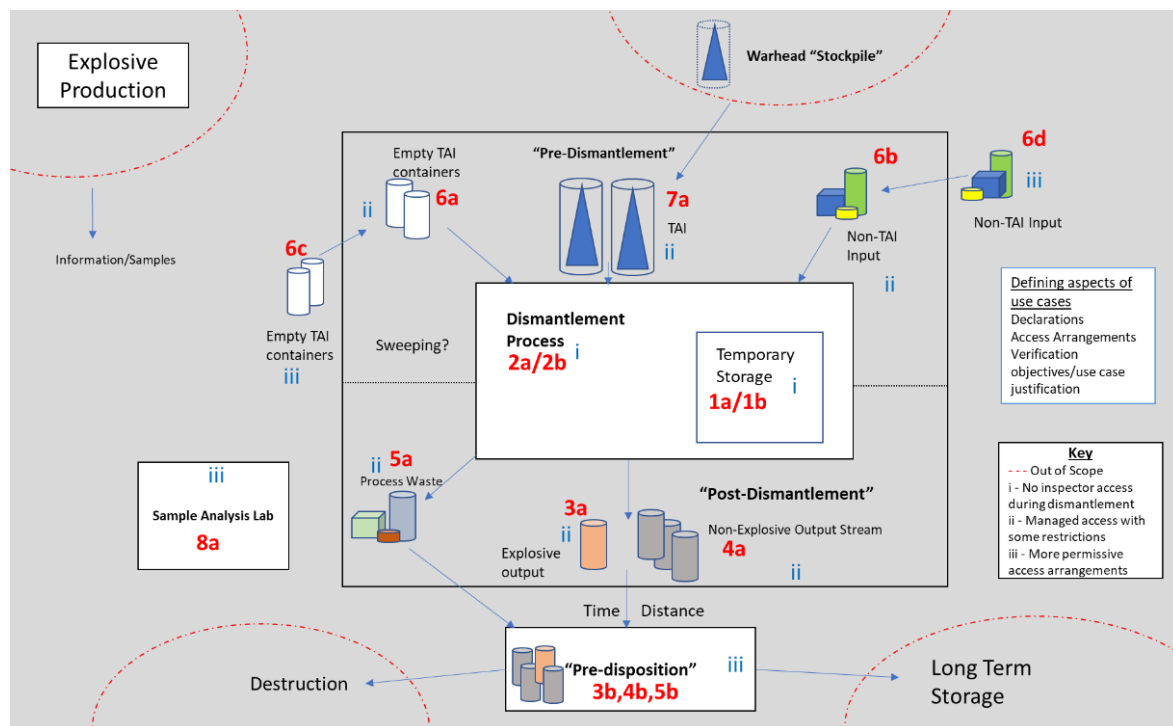 Explosive
Production
Warhead “Stockpile”
Empty TAI
containers
6a
ii
“Pre-Dismantlement”
7a
TAI
ii
6b
Non-TAI
Input
ii
6d
iii
Non-TAI Input
Information/Samples
6c
Empty TAI
containers
iii
Sweeping?
Dismantlement
Process
i
2a/2b
Temporary
Storage
i
1a/1b
Defining aspects of
use cases
Declarations
Access Arrangements
Verification
objectives/use case
justification
iii
Sample Analysis Lab
8a
ii
5a
Process Waste
3a
ii
Explosive
output
“Post-Dismantlement”
Non-Explosive Output Stream
4a
ii
Key
--- Out of Scope
i - No inspector access
during dismantlement
ii - Managed access with
some restrictions
iii - More permissive
access arrangements
Time
Distance
“Pre-disposition”
iii
3b,4b,5b
Destruction
Long Term
Storage